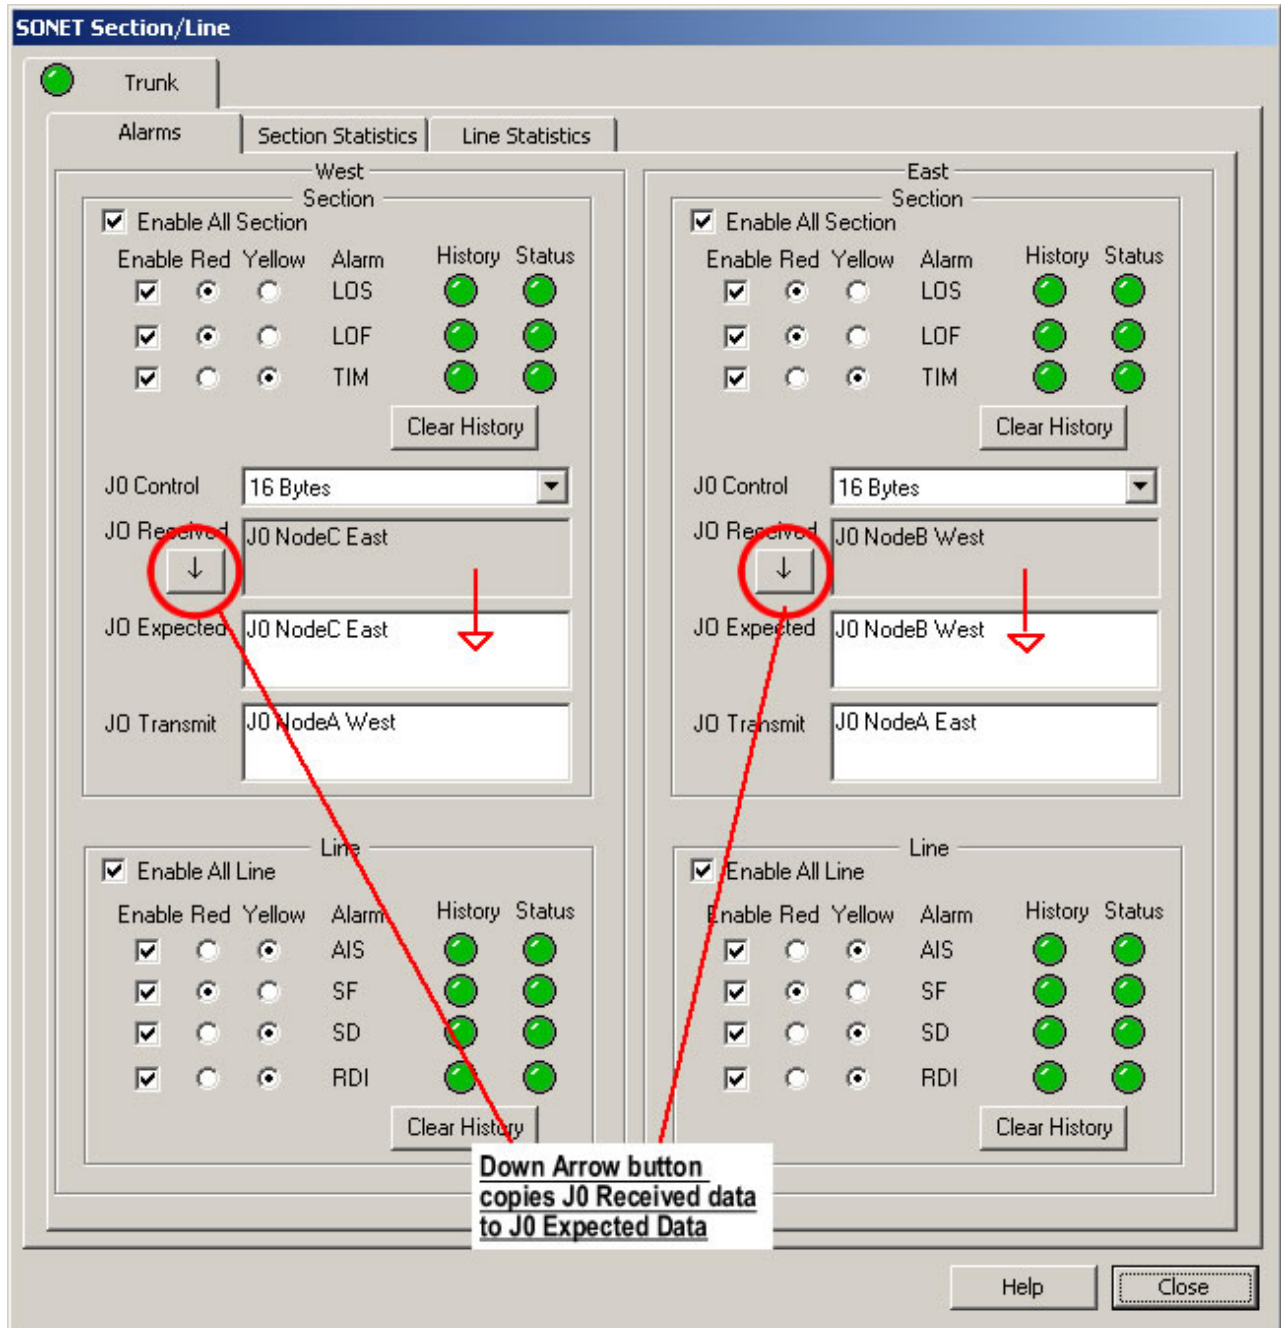 SONET Section/Line
Trunk
Alarms
Section Statistics
Line Statistics
West
Section
Enable All Section
Enable Red Yellow Alarm History Status
LOS
LOF
TIM
Clear History
J0 Control 16 Bytes
JO Received J0 NodeC East
↓
JO Expected J0 NodeC East
JO Transmit J0 NodeA West
Line
Enable All Line
Enable Red Yellow Alarm History Status
AIS
SF
SD
RDI
Clear History
East
Section
Enable All Section
Enable Red Yellow Alarm History Status
LOS
LOF
TIM
Clear History
J0 Control 16 Bytes
JO Received J0 NodeB West
↓
JO Expected J0 NodeB West
JO Transmit J0 NodeA East
Line
Enable All Line
Enable Red Yellow Alarm History Status
AIS
SF
SD
RDI
Clear History
Down Arrow button
copies J0 Received data
to J0 Expected Data
Help
Close